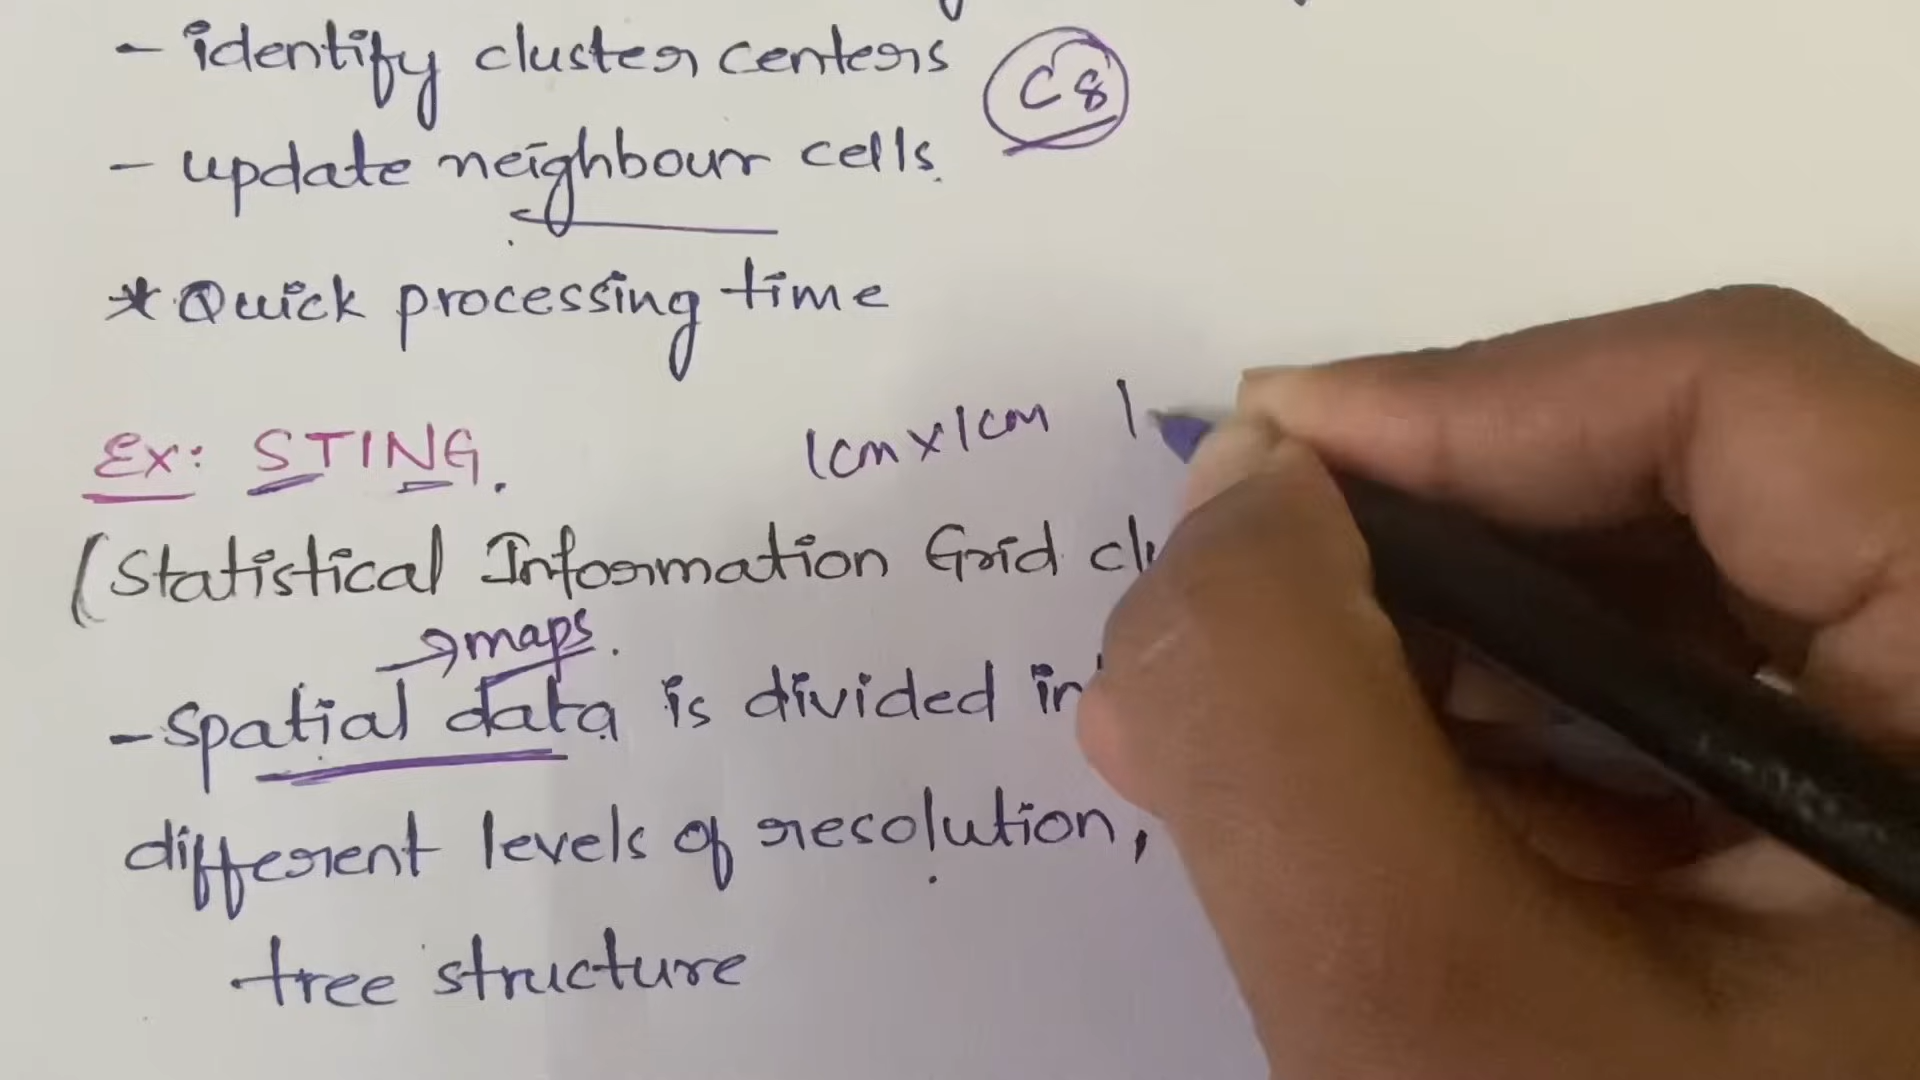 - identify cluster centers
C8
- update neighbour cells.
* Quick processing time
Ex: STING.
1cm x 1cm
(Statistical Information Grid
→ maps.
- Spatial data is divided
different levels of resolution,
tree structure